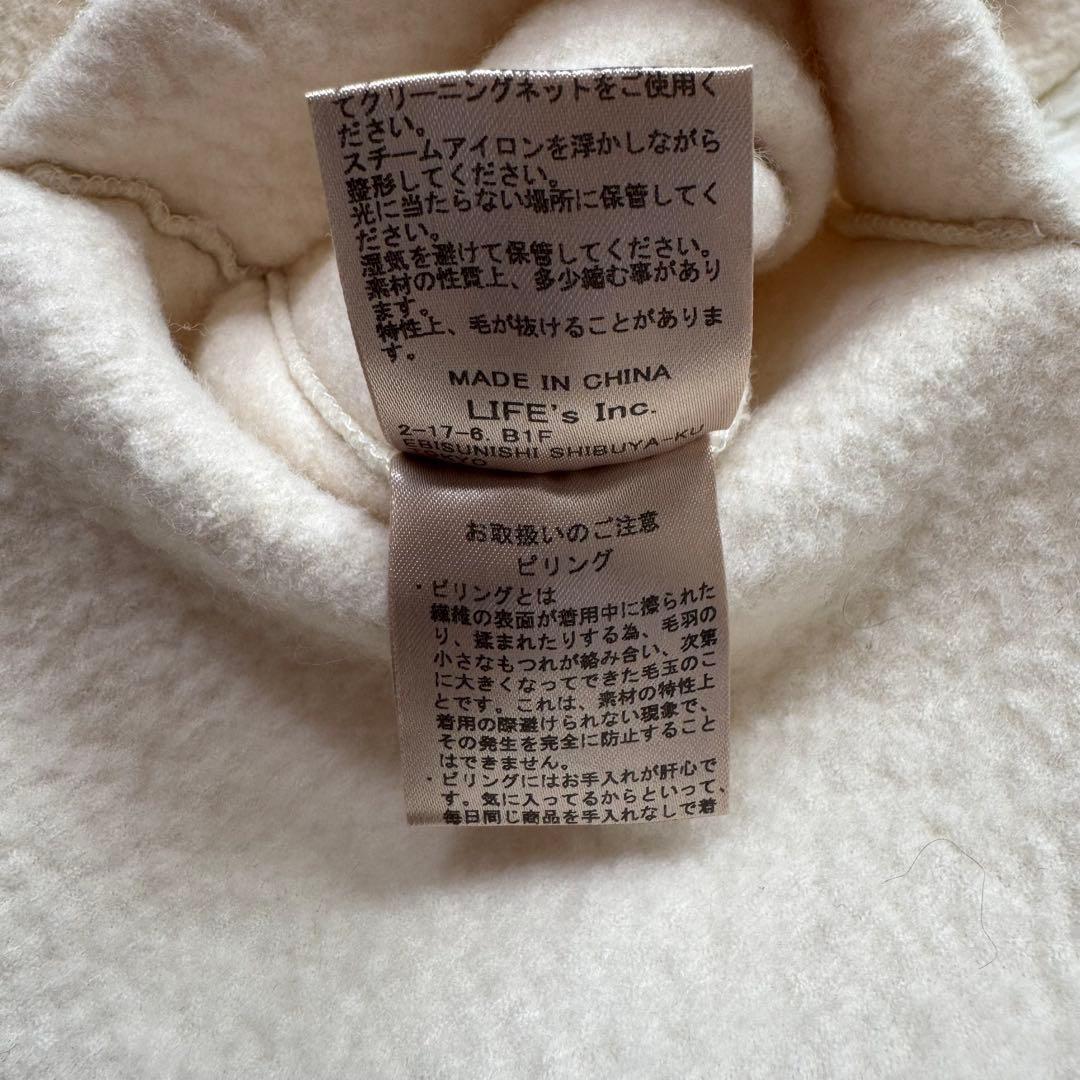 てクリーニングネットをご使用く
ださい。
スチームアイロンを浮かしながら
整形してください。
光に当たらない場所に保管してく
ださい。
湿気を避けて保管してください。
素材の性質上、多少縮む事があり
ます。
特性上、毛が抜けることがありま
す。
MADE IN CHINA
LIFE's Inc.
2-17-6. B1F
EBISUNISHI SHIBUYA-KU
お取扱いのご注意
ピリング
・ピリングとは
繊維の表面が着用中に擦られた
り、揉まれたりする為、毛羽の
小さなもつれが絡み合い、次第
に大きくなってできた毛玉のこ
とです。これは、素材の特性上
着用の際避けられない現象で、
その発生を完全に防止すること
はできません。
・ピリングにはお手入れが肝心で
す。気に入ってるからといって、
毎日同じ商品を手入れなしで着